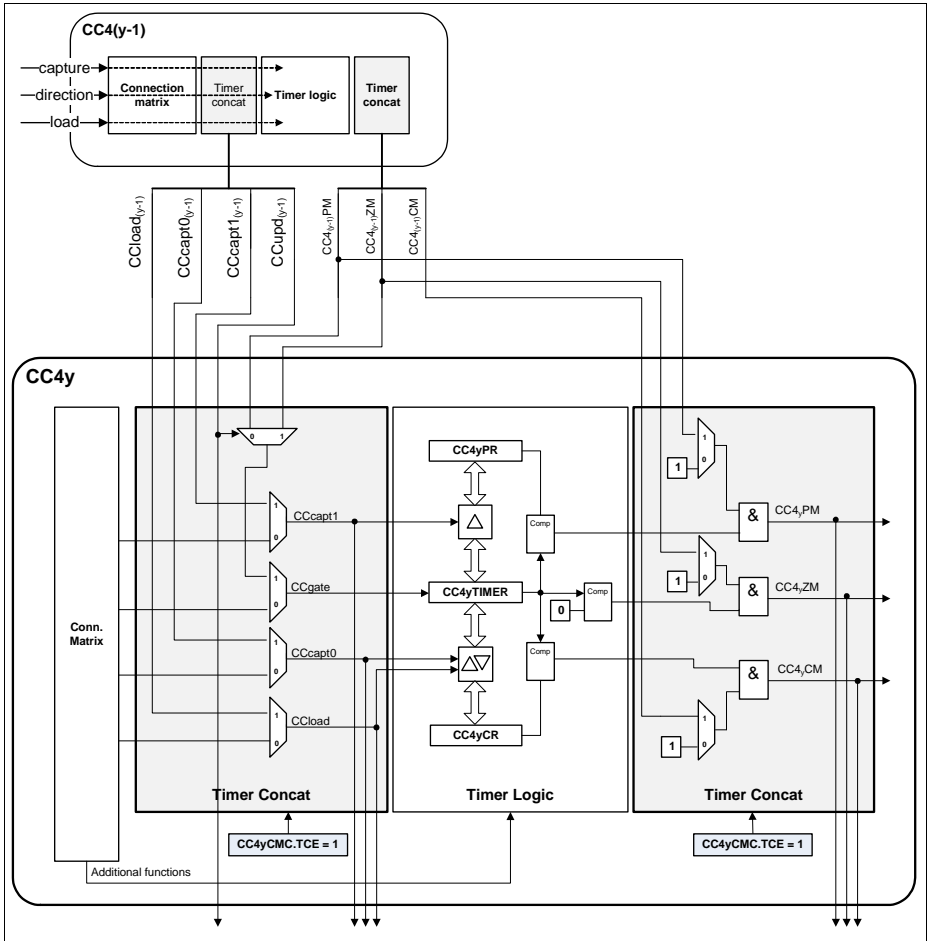 CC4(y-1)
capture
direction
load
Connection
matrix
Timer
concat
Timer logic
Timer
concat
CCload(y-1)
CCcapt0(y-1)
CCcapt1(y-1)
CCupd(y-1)
CC4(y-1)PM
CC4(y-1)ZM
CC4(y-1)CM
CC4y
Conn.
Matrix
0 1
1
0
CCcapt1
1
0
CCgate
1
0
CCcapt0
1
0
CCload
Timer Concat
CC4yCMC.TCE = 1
CC4yPR
Comp
CC4yTIMER
Comp
0
Comp
CC4yCR
Timer Logic
1
0
1
&
CC4yPM
1
0
1
&
CC4yZM
&
CC4yCM
1
0
1
Timer Concat
CC4yCMC.TCE = 1
Additional functions